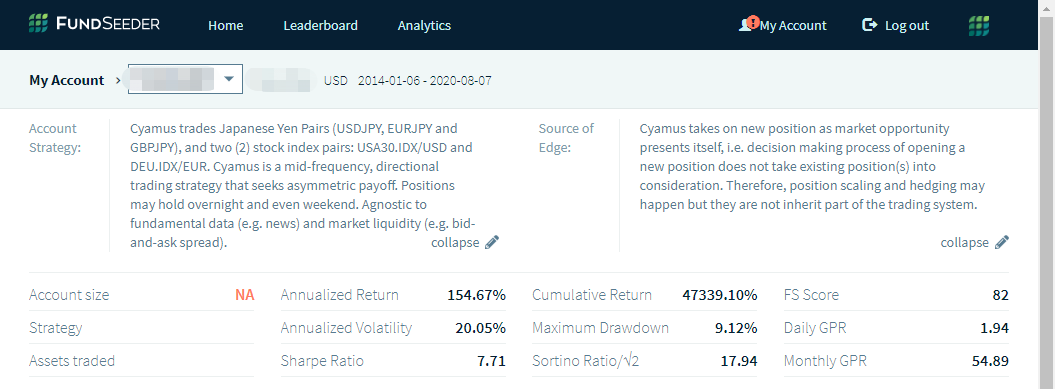 FUNDSEEDER Home Leaderboard Analytics My Account Log out
My Account › USD 2014-01-06 - 2020-08-07
Account Strategy:
Cyamus trades Japanese Yen Pairs (USDJPY, EURJPY and
GBPJPY), and two (2) stock index pairs: USA30.IDX/USD and
DEU.IDX/EUR. Cyamus is a mid-frequency, directional
trading strategy that seeks asymmetric payoff. Positions
may hold overnight and even weekend. Agnostic to
fundamental data (e.g. news) and market liquidity (e.g. bid-
and-ask spread).
collapse
Source of Edge:
Cyamus takes on new position as market opportunity
presents itself, i.e. decision making process of opening a
new position does not take existing position(s) into
consideration. Therefore, position scaling and hedging may
happen but they are not inherit part of the trading system.
collapse
Account size NA Annualized Return 154.67% Cumulative Return 47339.10% FS Score 82
Strategy Annualized Volatility 20.05% Maximum Drawdown 9.12% Daily GPR 1.94
Assets traded Sharpe Ratio 7.71 Sortino Ratio/√2 17.94 Monthly GPR 54.89